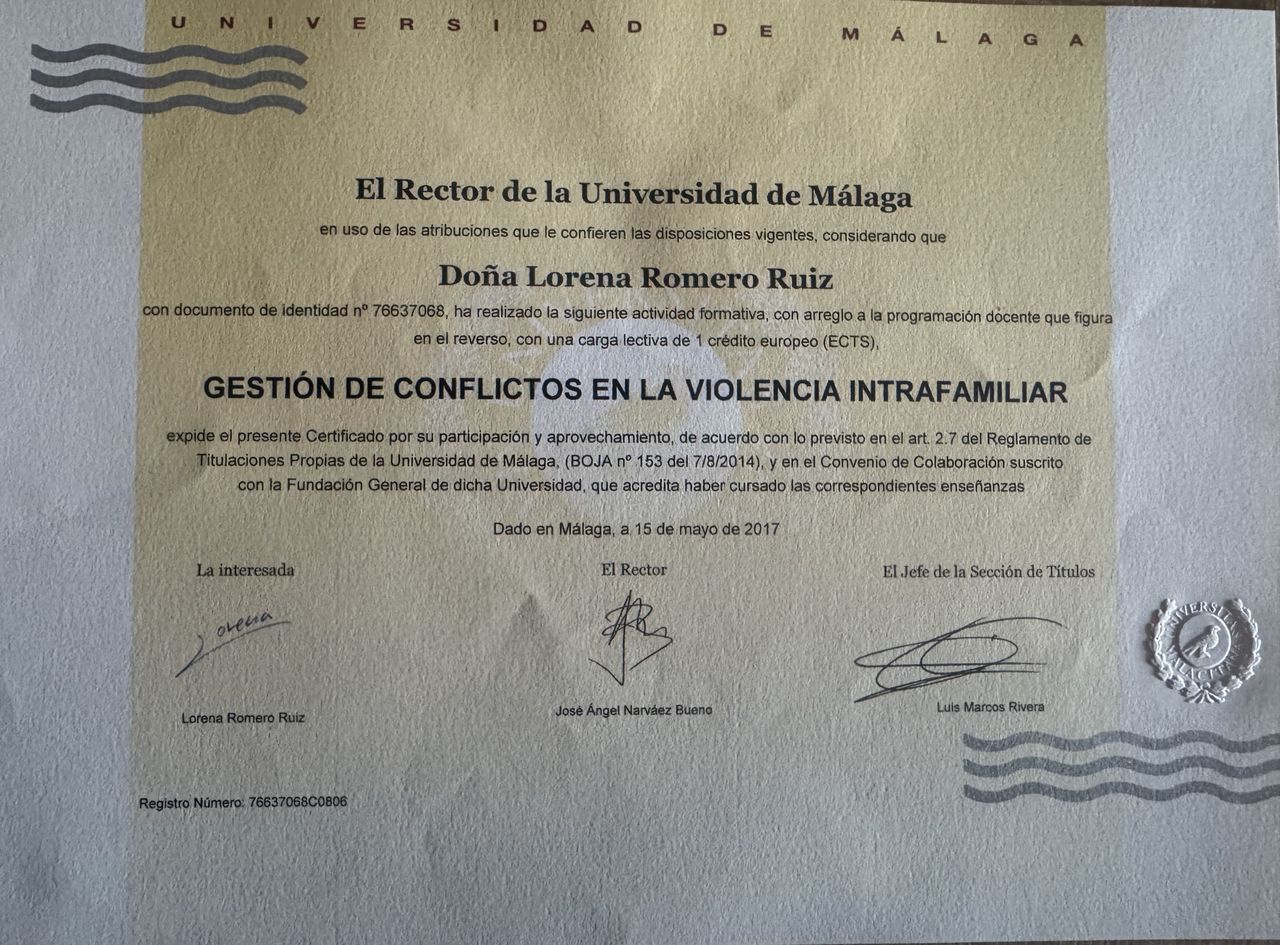 UNIVERSIDAD DE MÁLAGA
El Rector de la Universidad de Málaga
en uso de las atribuciones que le confieren las disposiciones vigentes, considerando que
Doña Lorena Romero Ruiz
con documento de identidad nº 76637068, ha realizado la siguiente actividad formativa, con arreglo a la programación docente que figura
en el reverso, con una carga lectiva de 1 crédito europeo (ECTS),
GESTIÓN DE CONFLICTOS EN LA VIOLENCIA INTRAFAMILIAR
expide el presente Certificado por su participación y aprovechamiento, de acuerdo con lo previsto en el art. 2.7 del Reglamento de
Titulaciones Propias de la Universidad de Málaga, (BOJA nº 153 del 7/8/2014), y en el Convenio de Colaboración suscrito
con la Fundación General de dicha Universidad, que acredita haber cursado las correspondientes enseñanzas
Dado en Málaga, a 15 de mayo de 2017
La interesada
El Rector
El Jefe de la Sección de Títulos
Lorena
Lorena Romero Ruiz
José Ángel Narváez Bueno
Luis Marcos Rivera
Registro Número: 76637068C0806